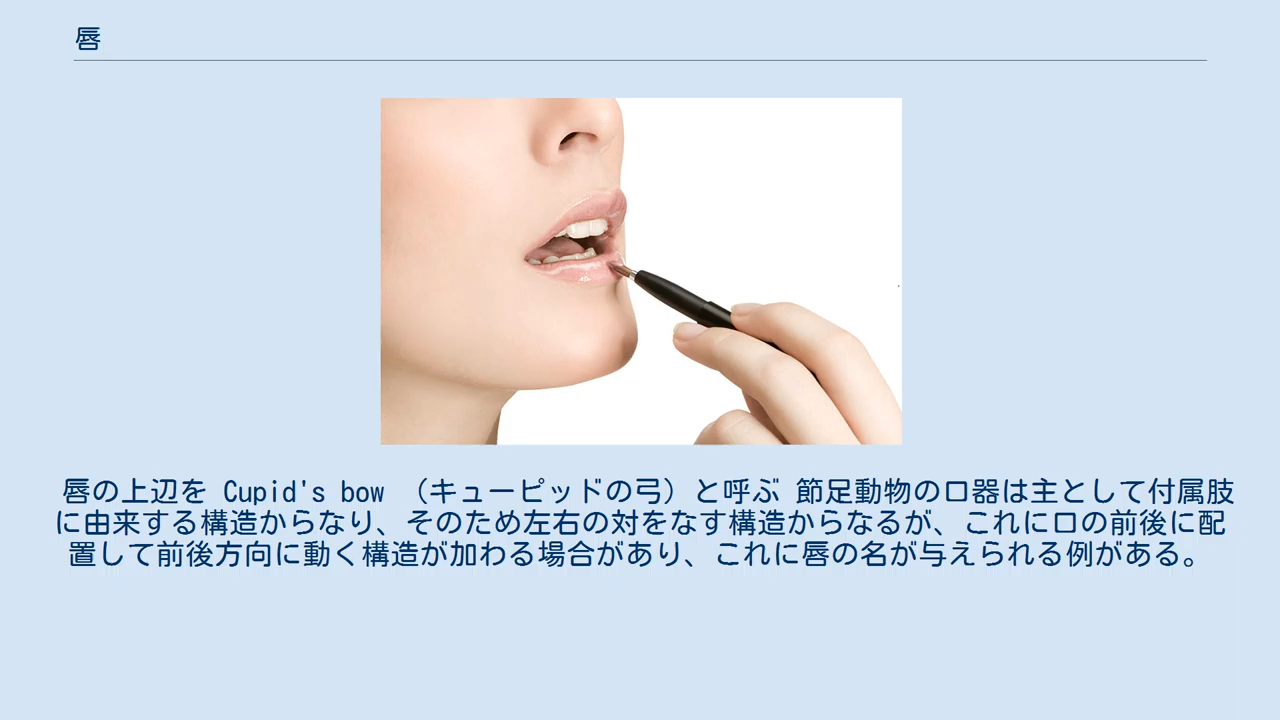 唇
唇の上辺を Cupid's bow （キューピッドの弓）と呼ぶ 節足動物の口器は主として付属肢
に由来する構造からなり、そのため左右の対をなす構造からなるが、これに口の前後に配
置して前後方向に動く構造が加わる場合があり、これに唇の名が与えられる例がある。